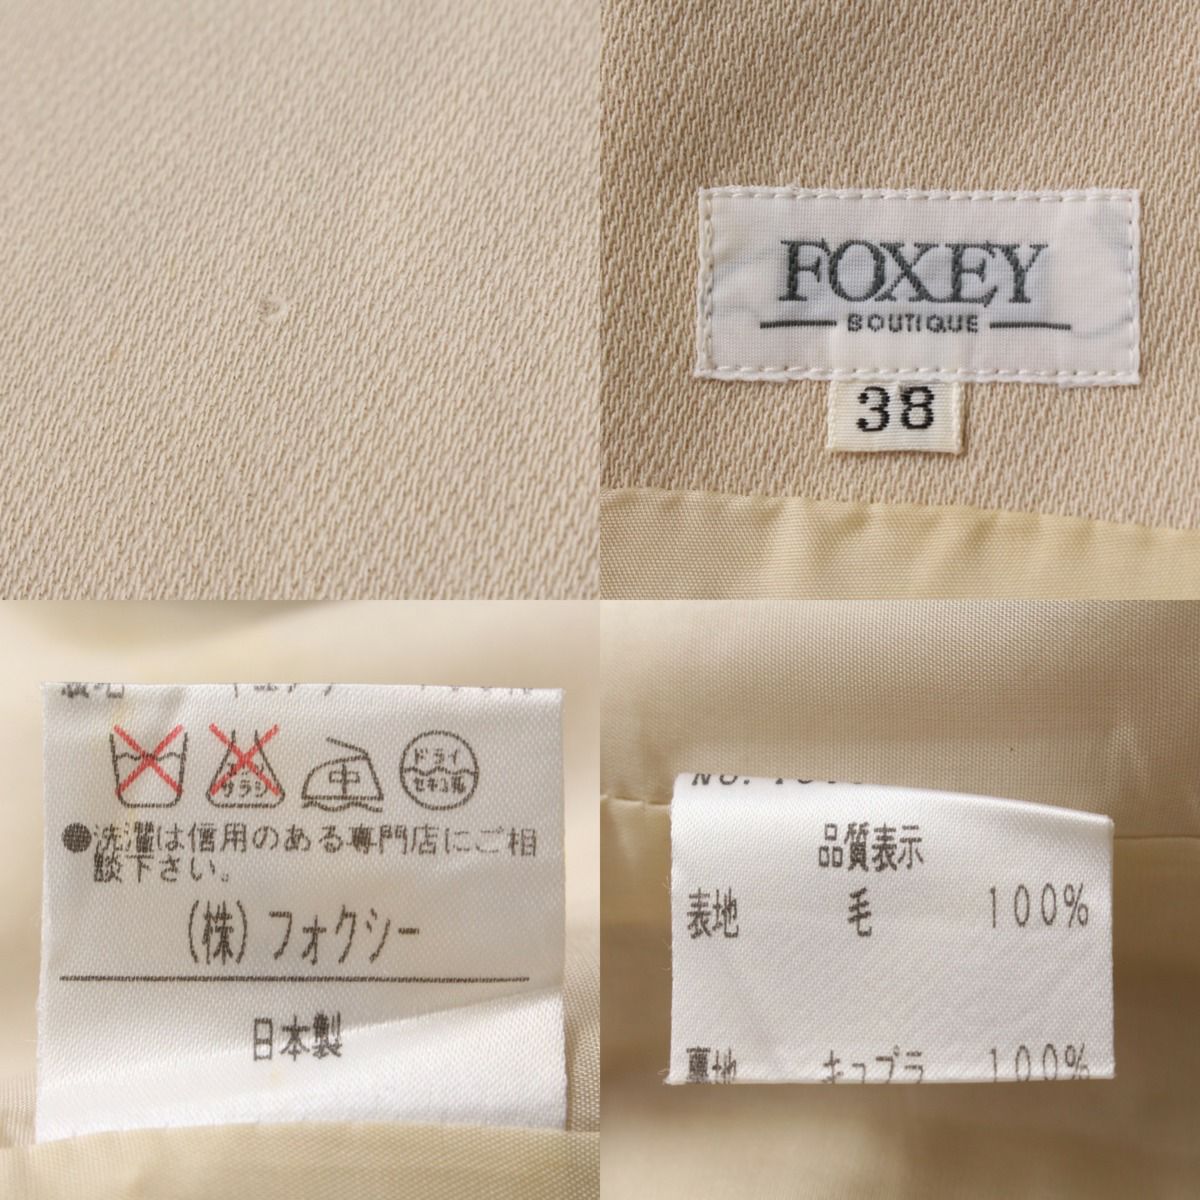 FOXEY
BOUTIQUE
38
サラシ
中
ドライ
セキユ系
●洗濯は信用のある専門店にご相
談下さい。
(株)フォクシー
日本製
品質表示
表地 毛 100%
裏地 キュプラ 100%